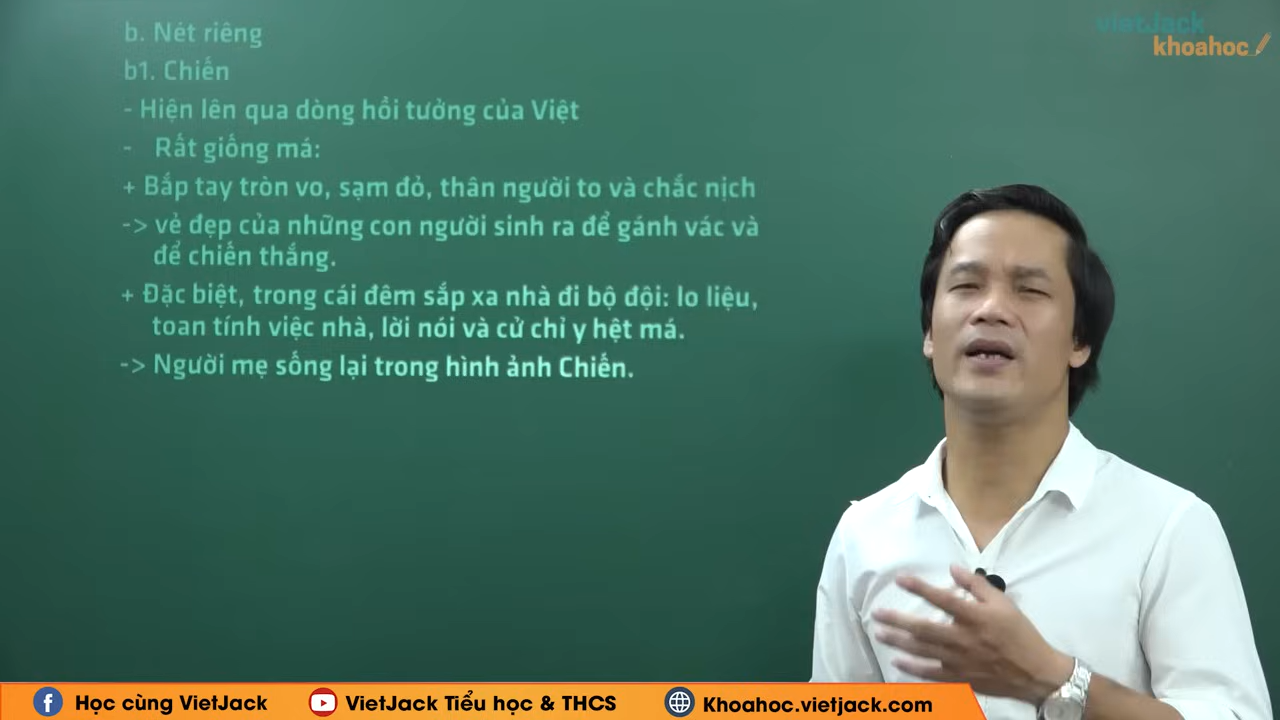 b. Nét riêng
vietjack
khoahoc
b1. Chiến
- Hiện lên qua dòng hồi tưởng của Việt
- Rất giống má:
+ Bắp tay tròn vo, sạm đỏ, thân người to và chắc nịch
-> vẻ đẹp của những con người sinh ra để gánh vác và
để chiến thắng.
+ Đặc biệt, trong cái đêm sắp xa nhà đi bộ đội: lo liệu,
toan tính việc nhà, lời nói và cử chỉ y hệt má.
-> Người mẹ sống lại trong hình ảnh Chiến.
Học cùng VietJack
VietJack Tiểu học & THCS
Khoahoc.vietjack.com